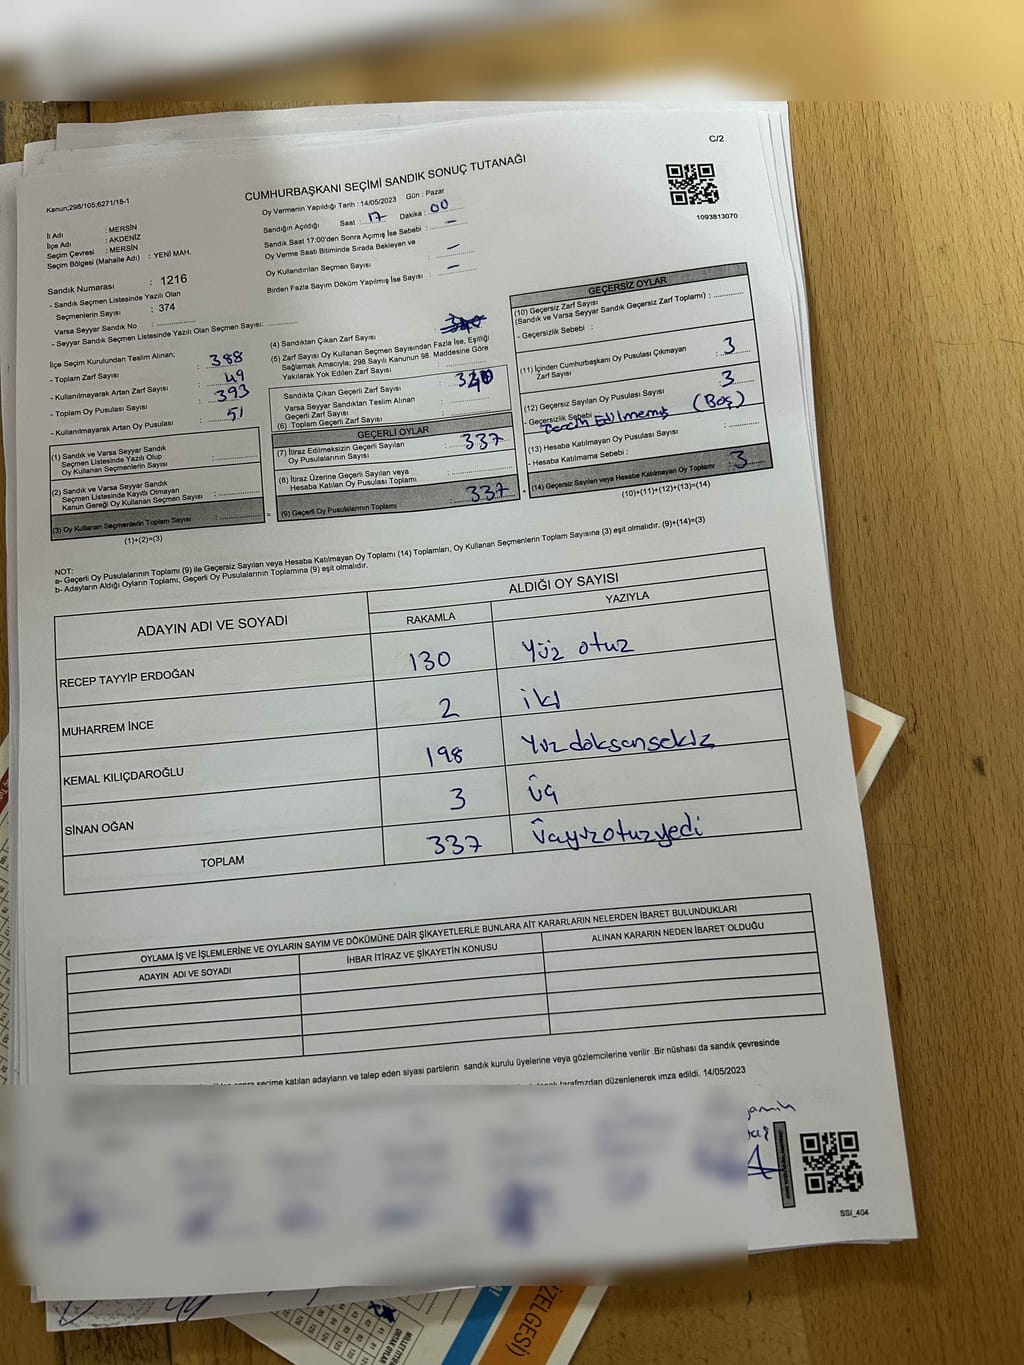 C/2
CUMHURBAŞKANI SEÇİMİ SANDIK SONUÇ TUTANAĞI
Kanun;298/105;6271/16-1
Oy Vermenin Yapıldığı Tarih : 14/05/2023 Gün : Pazar
Sandığın Açıldığı Saat : 17 Dakika : 00
Sandık Saat 17:00'den Sonra Açımış İse Sebebi : -
Oy Verme Saati Bitiminde Sırada Bekleyen ve
Oy Kullandırılan Seçmen Sayısı : -
Birden Fazla Sayım Döküm Yapılmış İse Sayısı : -
1093813070
İl Adı : MERSİN
İlçe Adı : AKDENİZ
Seçim Çevresi : MERSİN
Seçim Bölgesi (Mahalle Adı) : YENİ MAH.
Sandık Numarası : 1216
- Sandık Seçmen Listesinde Yazılı Olan
Seçmenlerin Sayısı : 374
Varsa Seyyar Sandık No :
- Seyyar Sandık Seçmen Listesinde Yazılı Olan Seçmen Sayısı:
İlçe Seçim Kurulundan Teslim Alınan;
- Toplam Zarf Sayısı : 388
- Kullanılmayarak Artan Zarf Sayısı : 49
- Toplam Oy Pusulası Sayısı : 393
- Kullanılmayarak Artan Oy Pusulası : 51
(1) Sandık ve Varsa Seyyar Sandık
Seçmen Listesinde Yazılı Olup
Oy Kullanan Seçmenlerin Sayısı :
(2) Sandık ve Varsa Seyyar Sandık
Seçmen Listesinde Kayıtlı Olmayan
Kanun Gereği Oy Kullanan Seçmen Sayısı :
(3) Oy Kullanan Seçmenlerin Toplam Sayısı :
(1)+(2)=(3)
(4) Sandıktan Çıkan Zarf Sayısı :
(5) Zarf Sayısı Oy Kullanan Seçmen Sayısından Fazla İse, Eşitliği
Sağlamak Amacıyla; 298 Sayılı Kanunun 98. Maddesine Göre
Yakılarak Yok Edilen Zarf Sayısı :
Sandıkta Çıkan Geçerli Zarf Sayısı :
Varsa Seyyar Sandıktan Teslim Alınan
Geçerli Zarf Sayısı :
(6) Toplam Geçerli Zarf Sayısı :
GEÇERLİ OYLAR
(7) İtiraz Edilmeksizin Geçerli Sayılan
Oy Pusulalarının Sayısı : 337
(8) İtiraz Üzerine Geçerli Sayılan veya
Hesaba Katılan Oy Pusulası Toplamı :
(9) Geçerli Oy Pusulalarının Toplamı : 337
GEÇERSİZ OYLAR
(10) Geçersiz Zarf Sayısı
(Sandık ve Varsa Seyyar Sandık Geçersiz Zarf Toplamı) :
- Geçersizlik Sebebi :
(11) İçinden Cumhurbaşkanı Oy Pusulası Çıkmayan
Zarf Sayısı : 3
(12) Geçersiz Sayılan Oy Pusulası Sayısı : 3
- Geçersizlik Sebebi : Tercih Edilmemiş (Boş)
(13) Hesaba Katılmayan Oy Pusulası Sayısı :
- Hesaba Katılmama Sebebi :
(14) Geçersiz Sayılan veya Hesaba Katılmayan Oy Toplamı : 3
(10)+(11)+(12)+(13)=(14)
NOT:
a- Geçerli Oy Pusulalarının Toplamı (9) ile Geçersiz Sayılan veya Hesaba Katılmayan Oy Toplamı (14) Toplamları, Oy Kullanan Seçmenlerin Toplam Sayısına (3) eşit olmalıdır. (9)+(14)=(3)
b- Adayların Aldığı Oyların Toplamı, Geçerli Oy Pusulalarının Toplamına (9) eşit olmalıdır.
ADAYIN ADI VE SOYADI
ALDIĞI OY SAYISI
RAKAMLA YAZIYLA
RECEP TAYYİP ERDOĞAN 130 Yüz otuz
MUHARREM İNCE 2 iki
KEMAL KILIÇDAROĞLU 198 Yüz doksansekiz
SİNAN OĞAN 3 üç
TOPLAM 337 üçyüzotuzyedi
OYLAMA İŞ VE İŞLEMLERİNE VE OYLARIN SAYIM VE DÖKÜMÜNE DAİR ŞİKAYETLERLE BUNLARA AİT KARARLARIN NELERDEN İBARET BULUNDUKLARI
ADAYIN ADI VE SOYADI
İHBAR İTİRAZ VE ŞİKAYETİN KONUSU
ALINAN KARARIN NEDEN İBARET OLDUĞU
sonra seçime katılan adayların ve talep eden siyasi partilerin sandık kurulu üyelerine veya gözlemcilerine verilir .Bir nüshası da sandık çevresinde
tarafımızdan düzenlenerek imza edildi. 14/05/2023
SSI_404
İZELGESİ)